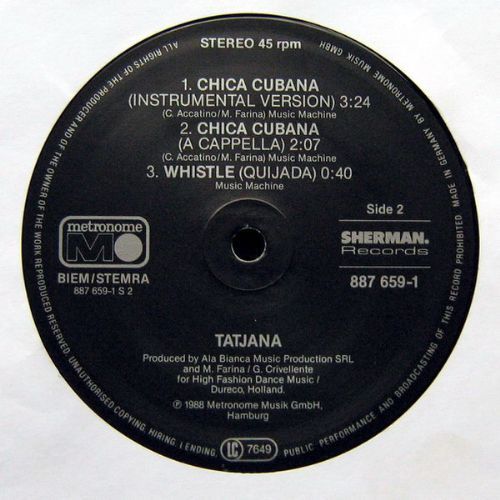 STEREO 45 rpm
1. CHICA CUBANA
(INSTRUMENTAL VERSION) 3:24
(C. Accatino/M. Farina) Music Machine
2. CHICA CUBANA
(A CAPPELLA) 2:07
(C. Accatino/M. Farina) Music Machine
3. WHISTLE (QUIJADA) 0:40
Music Machine
metronome
M
BIEM/STEMRA
887 659-1 S 2
Side 2
SHERMAN.
Records
887 659-1
TATJANA
Produced by Ala Bianca Music Production SRL
and M. Farina / G. Crivellente
for High Fashion Dance Music /
Dureco, Holland.
℗ 1988 Metronome Musik GmbH,
Hamburg
ALL RIGHTS OF THE PRODUCER AND OF THE OWNER OF THE WORK REPRODUCED RESERVED. UNAUTHORISED COPYING, HIRING, LENDING, PUBLIC PERFORMANCE AND BROADCASTING OF THIS RECORD PROHIBITED. MADE IN GERMANY BY METRONOME MUSIK GMBH
LC 7649